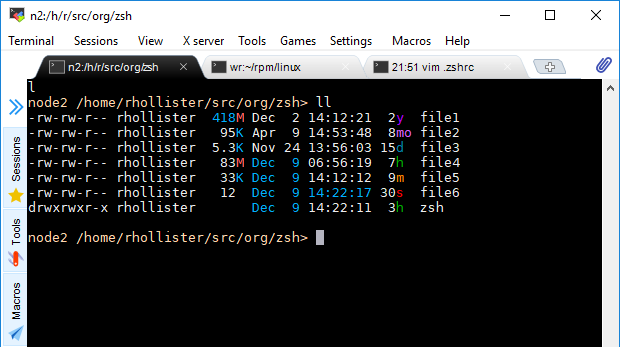 n2:/h/r/src/org/zsh
Terminal Sessions View X server Tools Games Settings Macros Help
n2:/h/r/src/org/zsh wr:~/rpm/linux 21:51 vim .zshrc
l
node2 /home/rhollister/src/org/zsh> ll
-rw-rw-r-- rhollister 418M Dec 2 14:12:21 2y file1
-rw-rw-r-- rhollister 95K Apr 9 14:53:48 8mo file2
-rw-rw-r-- rhollister 5.3K Nov 24 13:56:03 15d file3
-rw-rw-r-- rhollister 83M Dec 9 06:56:19 7h file4
-rw-rw-r-- rhollister 33K Dec 9 14:12:12 9m file5
-rw-rw-r-- rhollister 12 Dec 9 14:22:17 30s file6
drwxrwxr-x rhollister Dec 9 14:22:11 3h zsh
node2 /home/rhollister/src/org/zsh>
Sessions
Tools
Macros